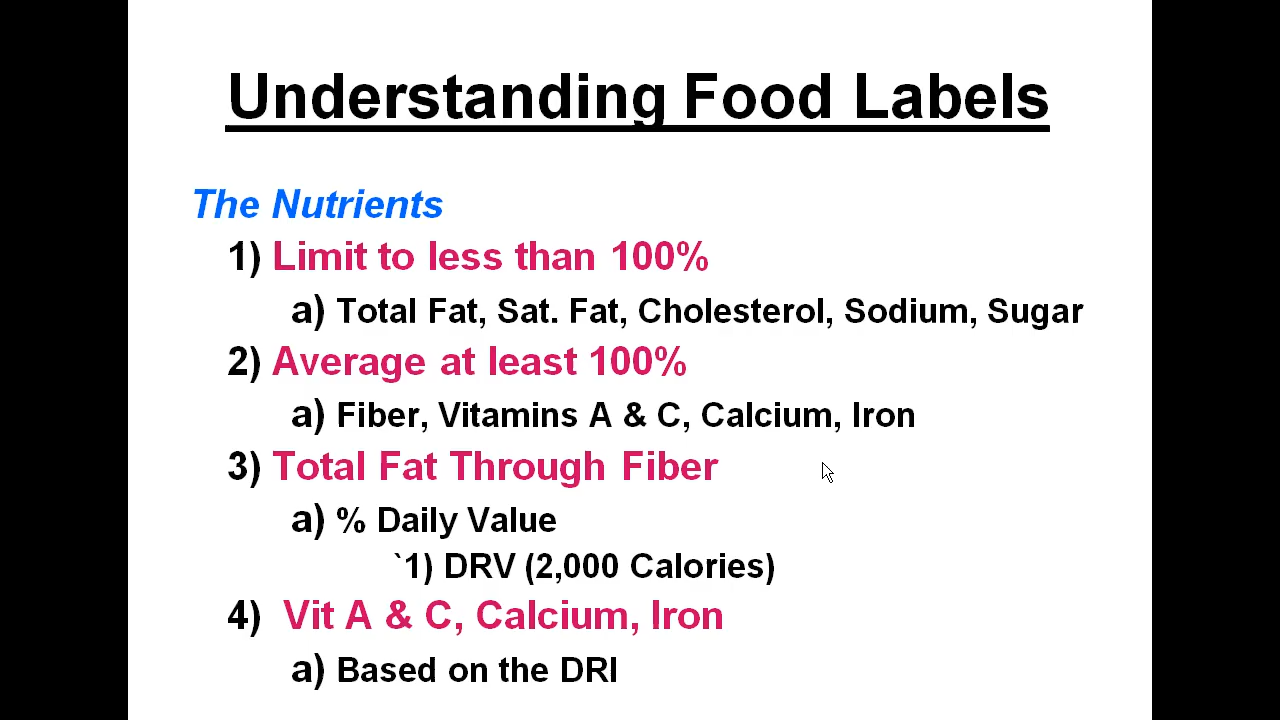 Understanding Food Labels
The Nutrients
1) Limit to less than 100%
a) Total Fat, Sat. Fat, Cholesterol, Sodium, Sugar
2) Average at least 100%
a) Fiber, Vitamins A & C, Calcium, Iron
3) Total Fat Through Fiber
a) % Daily Value
`1) DRV (2,000 Calories)
4) Vit A & C, Calcium, Iron
a) Based on the DRI